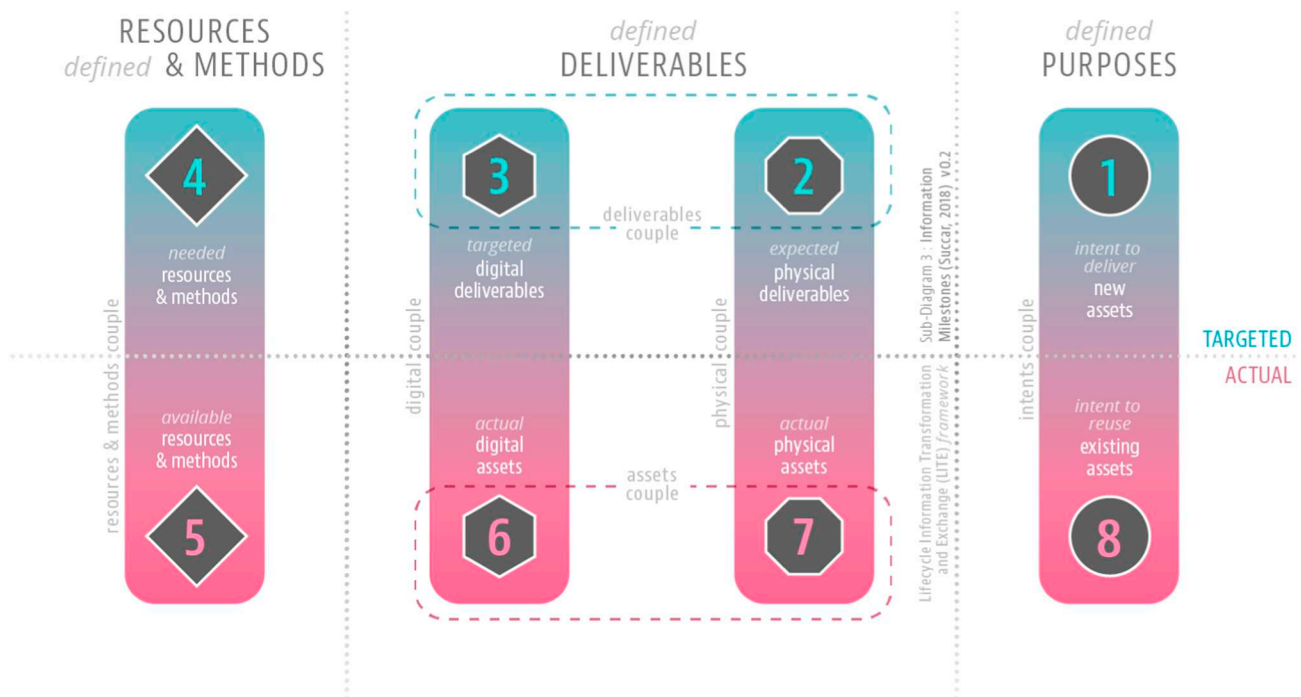 RESOURCES
defined & METHODS
defined
DELIVERABLES
defined
PURPOSES
4
needed
resources
& methods
3
targeted
digital
deliverables
2
expected
physical
deliverables
1
intent to
deliver
new
assets
deliverables
couple
resources & methods couple
digital couple
physical couple
intents couple
Sub-Diagram 3 : Information
Milestones (Succar, 2018) v0.2
Lifecycle Information Transformation
and Exchange (LITE) framework
TARGETED
ACTUAL
available
resources
& methods
5
actual
digital
assets
6
actual
physical
assets
7
intent to
reuse
existing
assets
8
assets
couple